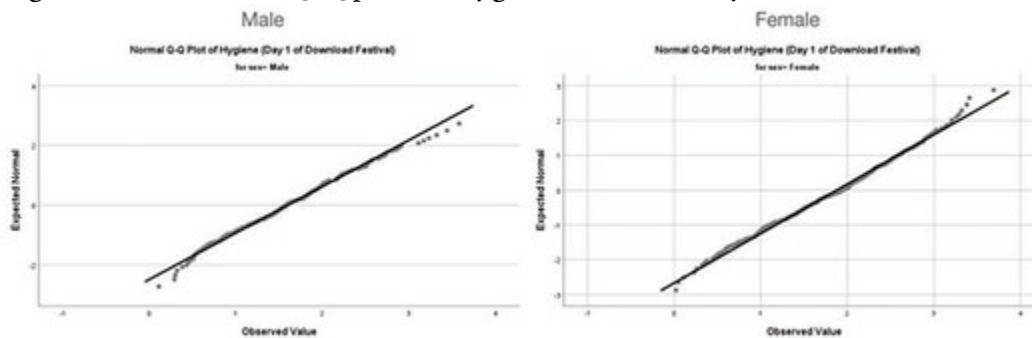 Male
Normal Q-Q Plot of Hygiene (Day 1 of Download Festival)
for sex= Male
Expected Normal
4
2
0
-2
-1
0
1
2
3
4
Observed Value
Female
Normal Q-Q Plot of Hygiene (Day 1 of Download Festival)
for sex= Female
Expected Normal
3
2
1
0
-1
-2
-3
-1
0
1
2
3
4
Observed Value